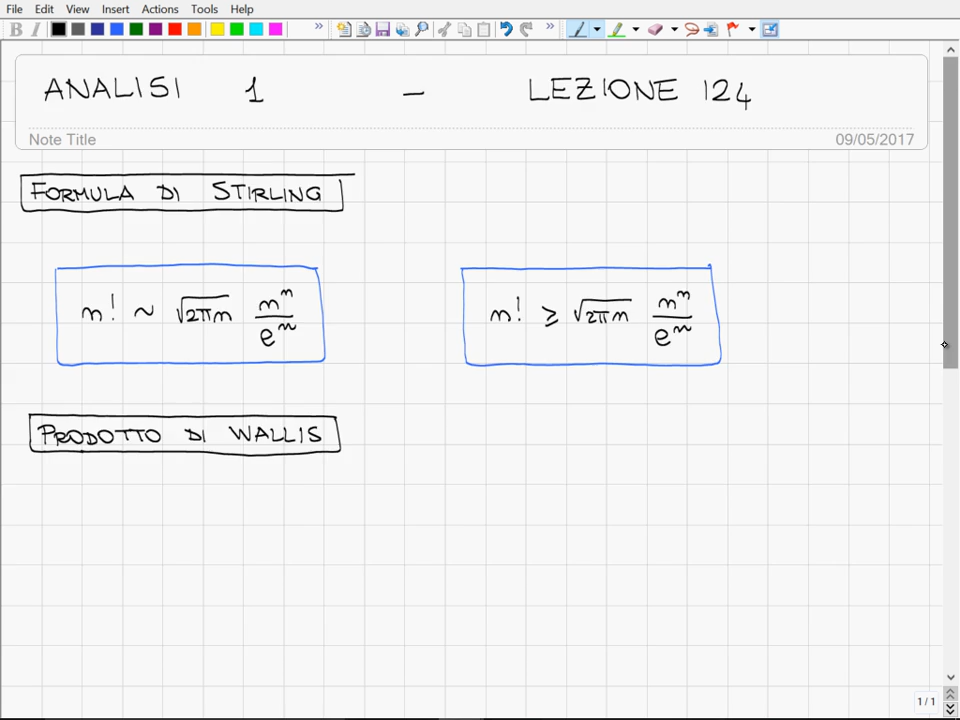 File Edit View Insert Actions Tools Help
B I
ANALISI 1 - LEZIONE 124
Note Title 09/05/2017
FORMULA DI STIRLING
n! ~ √2πn n^n/e^n n! ≥ √2πn n^n/e^n
PRODOTTO DI WALLIS
1/1